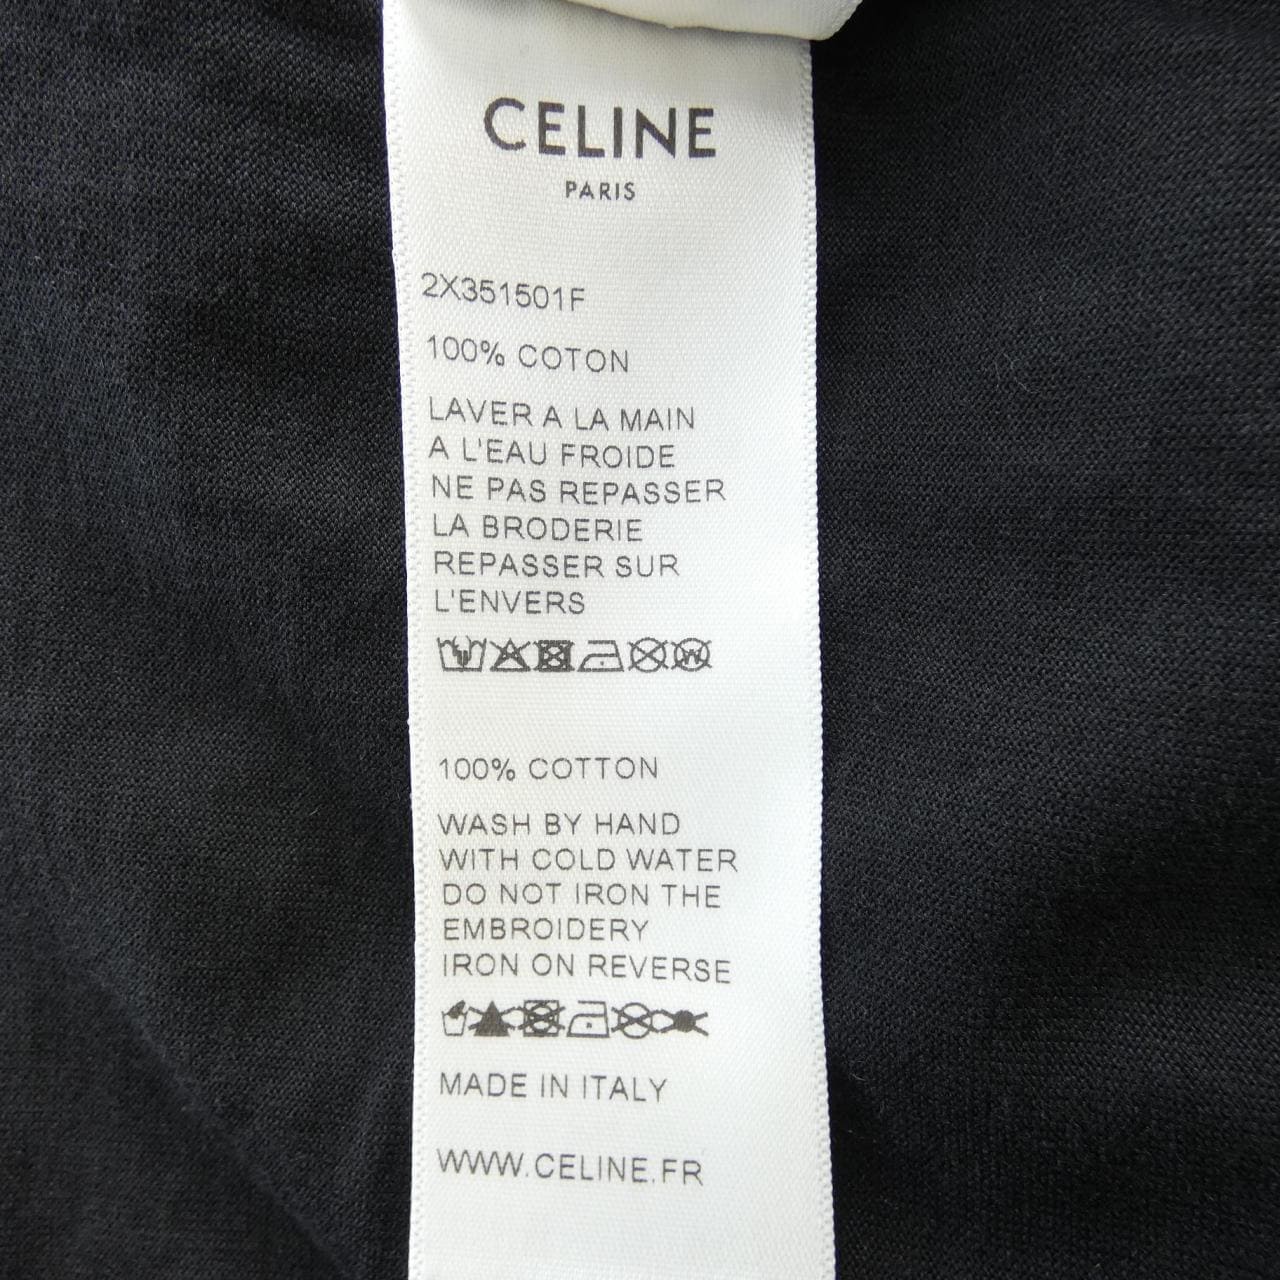 CELINE
PARIS
2X351501F
100% COTON
LAVER A LA MAIN
A L'EAU FROIDE
NE PAS REPASSER
LA BRODERIE
REPASSER SUR
L'ENVERS
W
100% COTTON
WASH BY HAND
WITH COLD WATER
DO NOT IRON THE
EMBROIDERY
IRON ON REVERSE
MADE IN ITALY
WWW.CELINE.FR